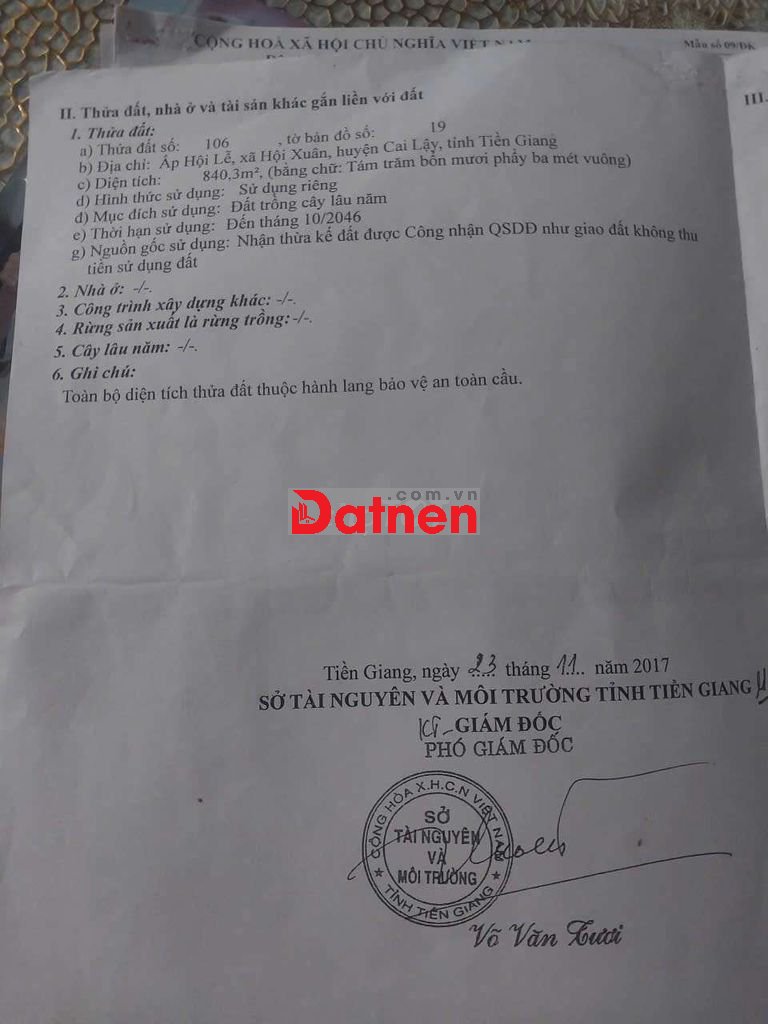 CỘNG HOÀ XÃ HỘI CHỦ NGHĨA VIỆT NAM
Mẫu số 09/ĐK
III.
II. Thửa đất, nhà ở và tài sản khác gắn liền với đất
1. Thửa đất:
a) Thửa đất số: 106 , tờ bản đồ số: 19
b) Địa chỉ: Ấp Hội Lễ, xã Hội Xuân, huyện Cai Lậy, tỉnh Tiền Giang
c) Diện tích: 840,3m², (bằng chữ: Tám trăm bốn mươi phẩy ba mét vuông)
d) Hình thức sử dụng: Sử dụng riêng
đ) Mục đích sử dụng: Đất trồng cây lâu năm
e) Thời hạn sử dụng: Đến tháng 10/2046
g) Nguồn gốc sử dụng: Nhận thừa kế đất được Công nhận QSDĐ như giao đất không thu
tiền sử dụng đất
2. Nhà ở: -/-.
3. Công trình xây dựng khác: -/-.
4. Rừng sản xuất là rừng trồng: -/-.
5. Cây lâu năm: -/-.
6. Ghi chú:
Toàn bộ diện tích thửa đất thuộc hành lang bảo vệ an toàn cầu.
.com.vn
Datnen
Tiền Giang, ngày 23 tháng 11 năm 2017
SỞ TÀI NGUYÊN VÀ MÔI TRƯỜNG TỈNH TIỀN GIANG
KT. GIÁM ĐỐC
PHÓ GIÁM ĐỐC
CỘNG HÒA X.H.C.N VIỆT NAM
SỞ
TÀI NGUYÊN
VÀ
MÔI TRƯỜNG
★ TỈNH TIỀN GIANG ★
Võ Văn Tươi